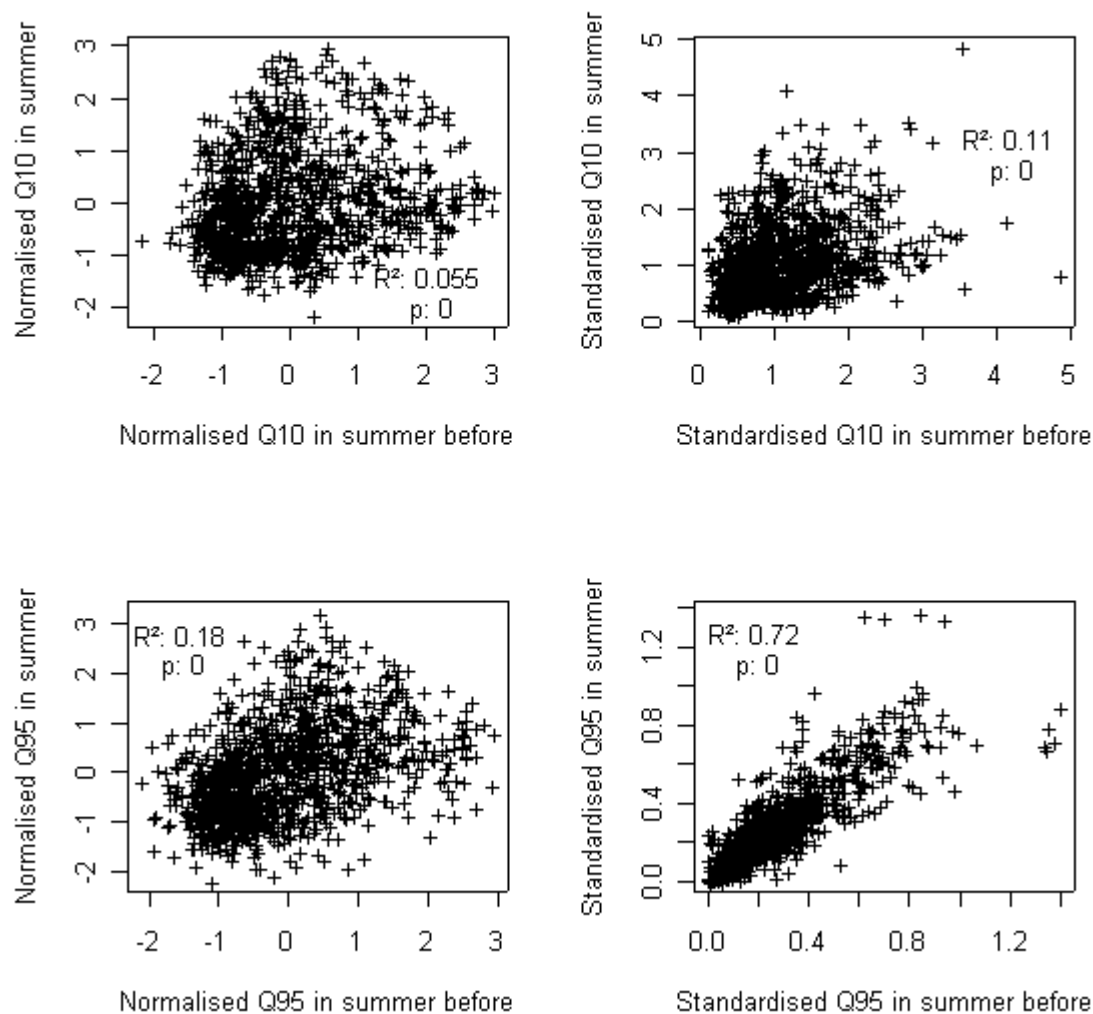 Normalised Q10 in summer
3
2
1
0
-1
-2
R²: 0.055
p: 0
-2 -1 0 1 2 3
Normalised Q10 in summer before
Standardised Q10 in summer
5
4
3
2
1
0
R²: 0.11
p: 0
0 1 2 3 4 5
Standardised Q10 in summer before
Normalised Q95 in summer
3
2
1
0
-1
-2
R²: 0.18
p: 0
-2 -1 0 1 2 3
Normalised Q95 in summer before
Standardised Q95 in summer
1.2
0.8
0.4
0.0
R²: 0.72
p: 0
0.0 0.4 0.8 1.2
Standardised Q95 in summer before